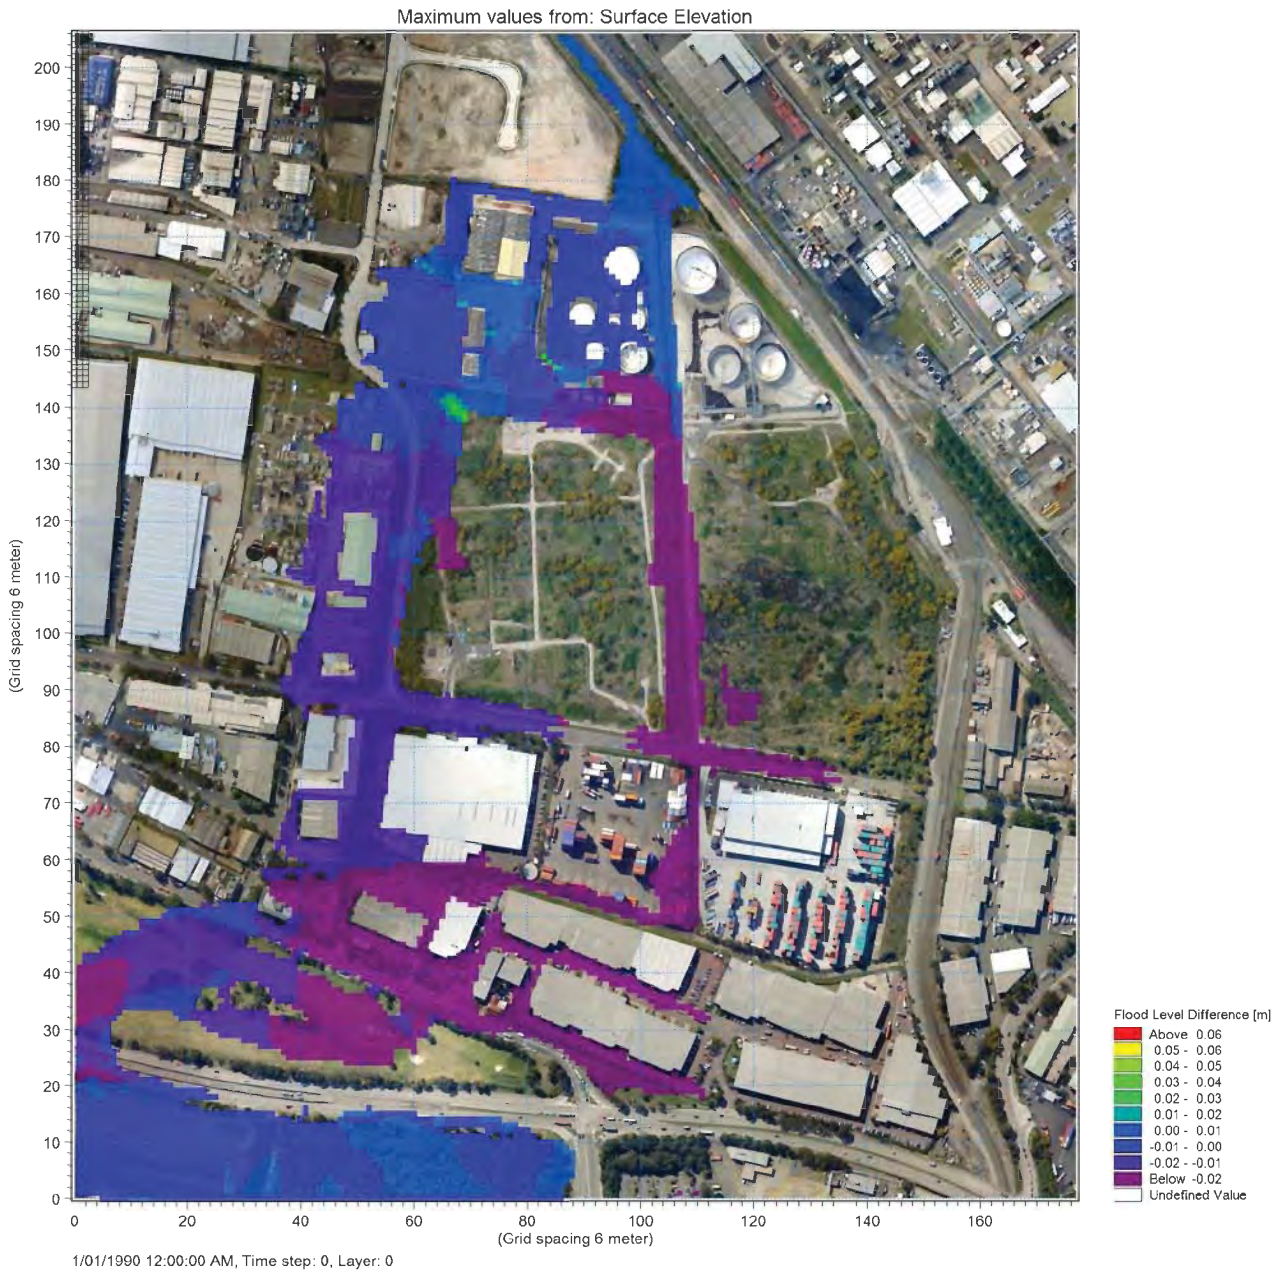 Maximum values from: Surface Elevation
200
190
180
170
160
150
140
130
120
110
100
90
80
70
60
50
40
30
20
10
0
(Grid spacing 6 meter)
0 20 40 60 80 100 120 140 160
(Grid spacing 6 meter)
1/01/1990 12:00:00 AM, Time step: 0, Layer: 0
Flood Level Difference [m]
Above 0.06
0.05 - 0.06
0.04 - 0.05
0.03 - 0.04
0.02 - 0.03
0.01 - 0.02
0.00 - 0.01
-0.01 - 0.00
-0.02 - -0.01
Below -0.02
Undefined Value